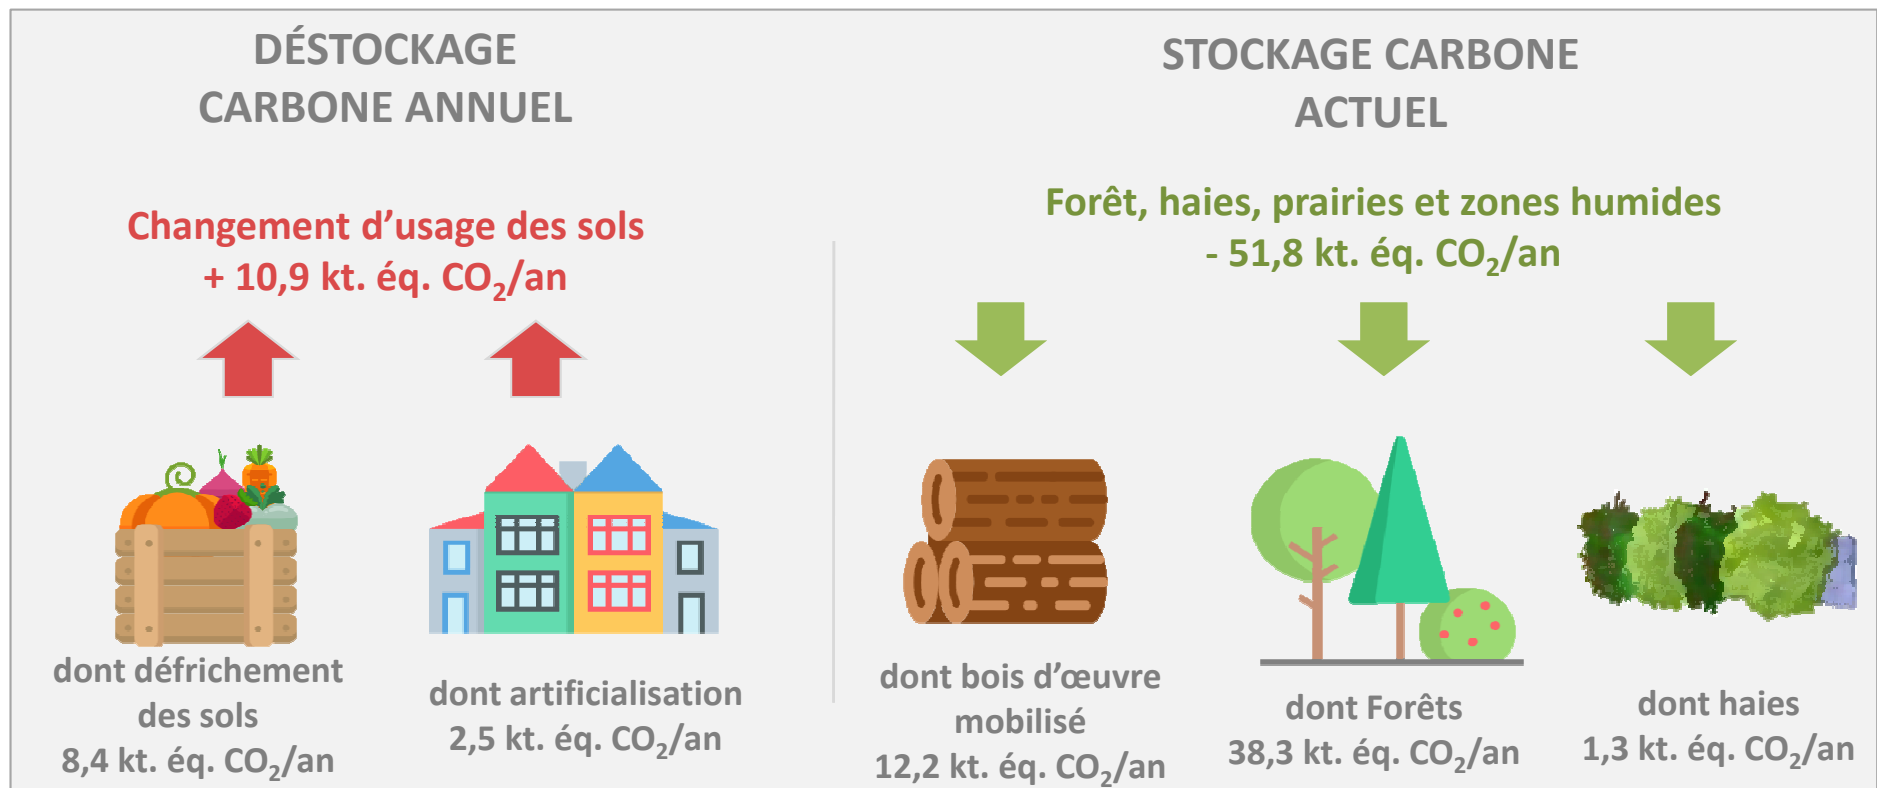 DÉSTOCKAGE
CARBONE ANNUEL
Changement d’usage des sols
+ 10,9 kt. éq. CO₂/an
dont défrichement
des sols
8,4 kt. éq. CO₂/an
dont artificialisation
2,5 kt. éq. CO₂/an
STOCKAGE CARBONE
ACTUEL
Forêt, haies, prairies et zones humides
- 51,8 kt. éq. CO₂/an
dont bois d’œuvre
mobilisé
12,2 kt. éq. CO₂/an
dont Forêts
38,3 kt. éq. CO₂/an
dont haies
1,3 kt. éq. CO₂/an